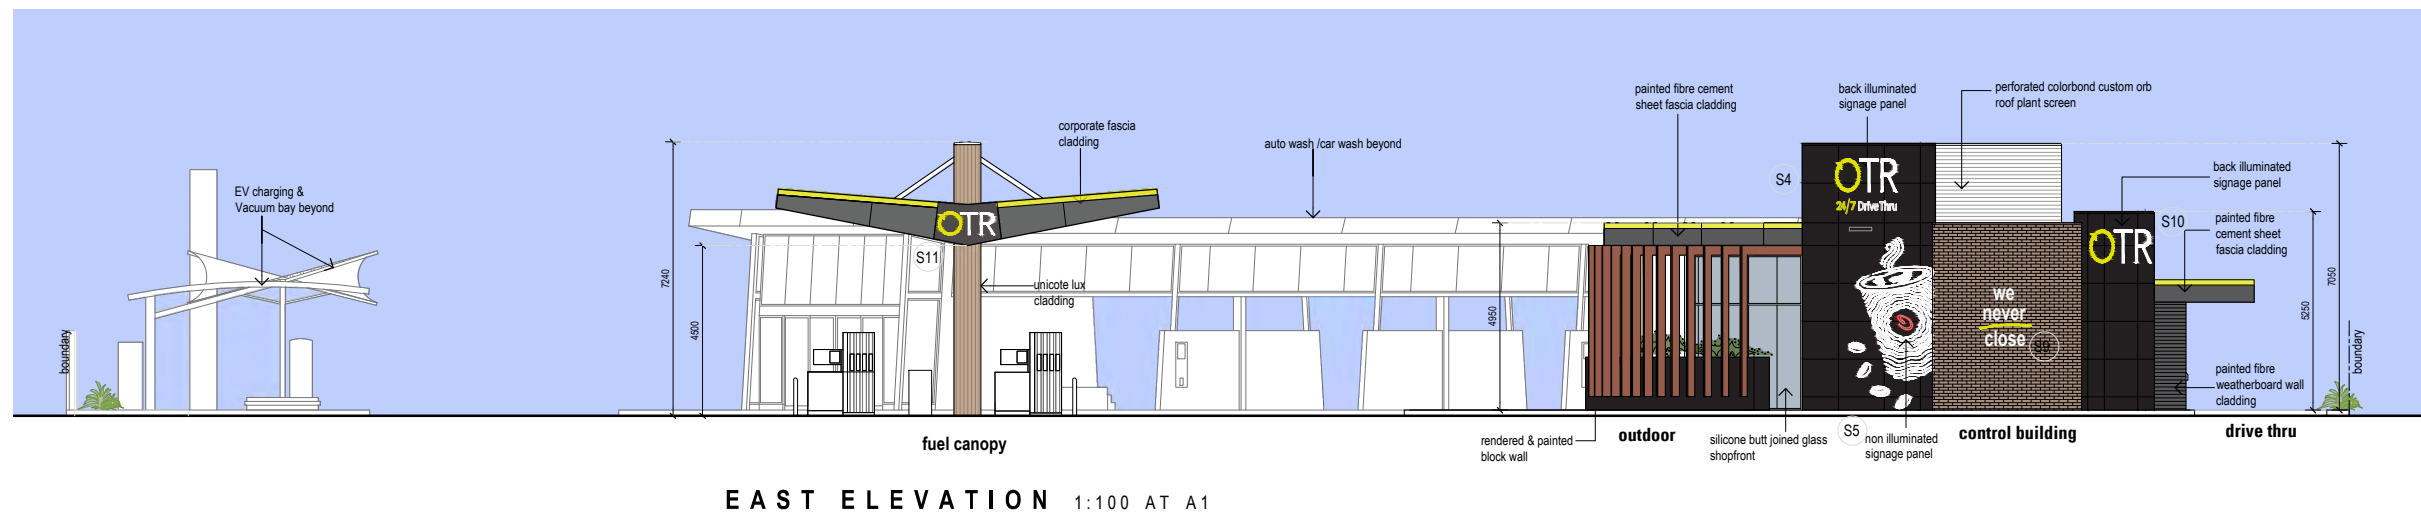 painted fibre cement
sheet fascia cladding
back illuminated
signage panel
perforated colorbond custom orb
roof plant screen
corporate fascia
cladding
auto wash /car wash beyond
EV charging &
Vacuum bay beyond
back illuminated
signage panel
painted fibre
cement sheet
fascia cladding
S4
S10
S11
OTR
OTR
24/7 Drive Thru
OTR
7240
4500
4950
7050
5250
unicote lux
cladding
we
never
close
boundary
boundary
painted fibre
weatherboard wall
cladding
fuel canopy
rendered & painted
block wall
outdoor
silicone butt joined glass
shopfront
S5
non illuminated
signage panel
control building
drive thru
EAST ELEVATION 1:100 AT A1